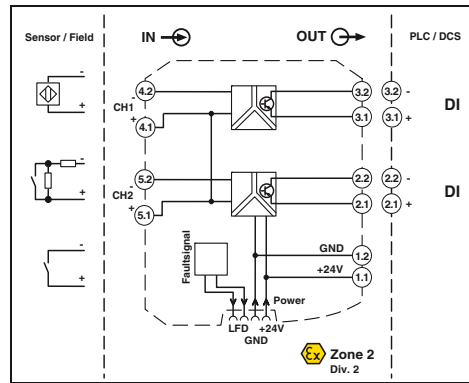 Sensor / Field
IN
OUT
PLC / DCS
-
+
4.2
-
CH1
+
4.1
3.2
3.1
3.2 -
3.1 +
DI
-
+
5.2
-
CH2
+
5.1
2.2
2.1
2.2 -
2.1 +
DI
-
+
Faultsignal
GND
1.2
+24V
1.1
Power
LFD
+24V
GND
Ex Zone 2
Div. 2